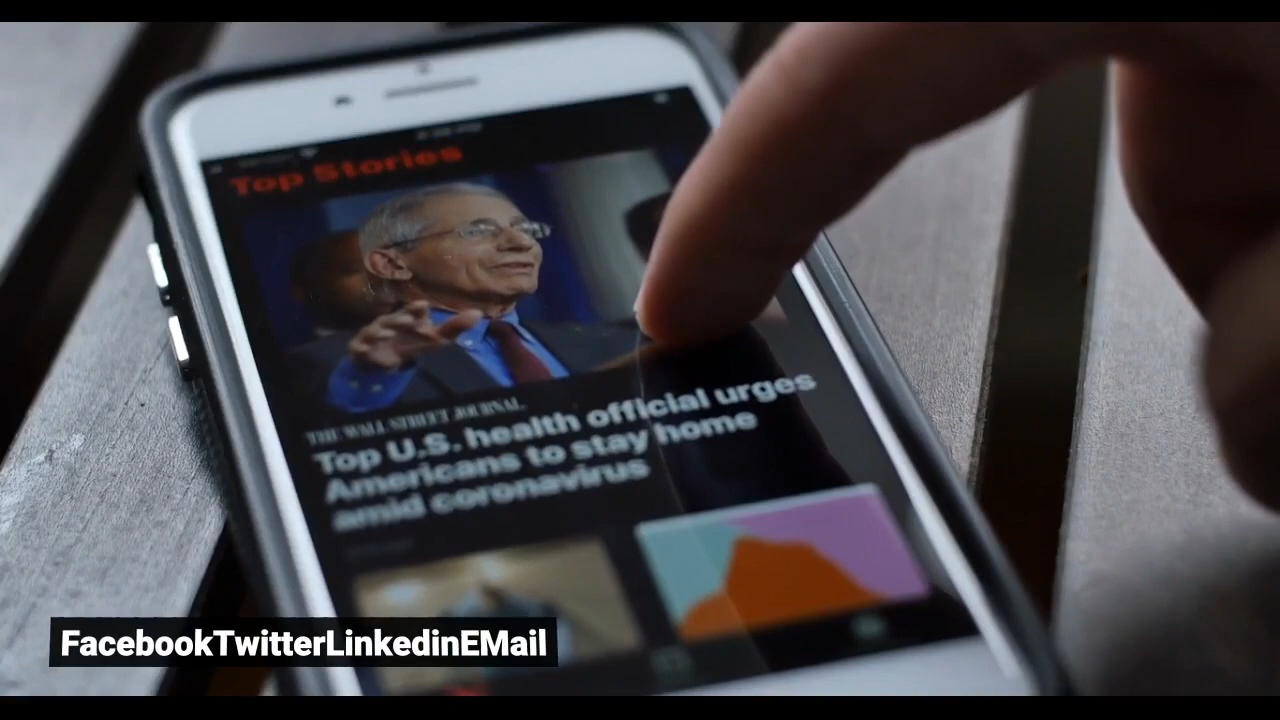 Top Stories
THE WALL STREET JOURNAL.
Top U.S. health official urges
Americans to stay home
amid coronavirus
FacebookTwitterLinkedinEMail